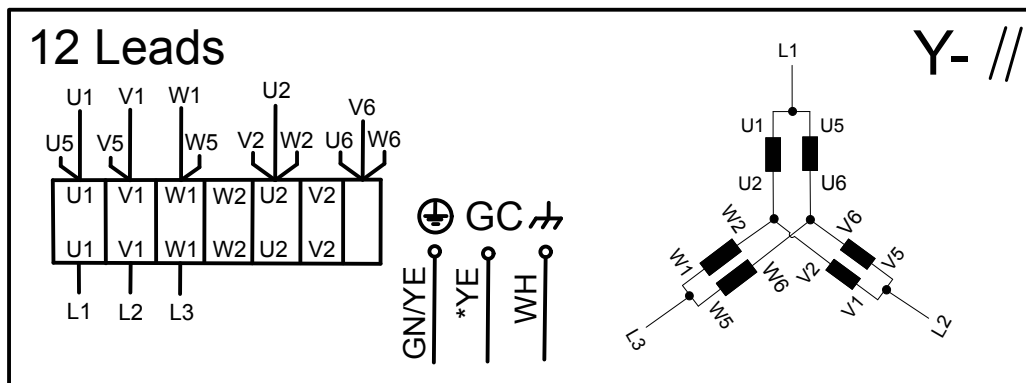 12 Leads
Y- //
U1 V1 W1 U2 V6
U5 V5 W5 V2 W2 U6 W6
U1 V1 W1 W2 U2 V2
U1 V1 W1 W2 U2 V2
L1 L2 L3
GC
GN/YE *YE WH
L1
U1 U5
U2 U6
W2 V6
W1 W6 V2 V5
W5 V1
L3 L2